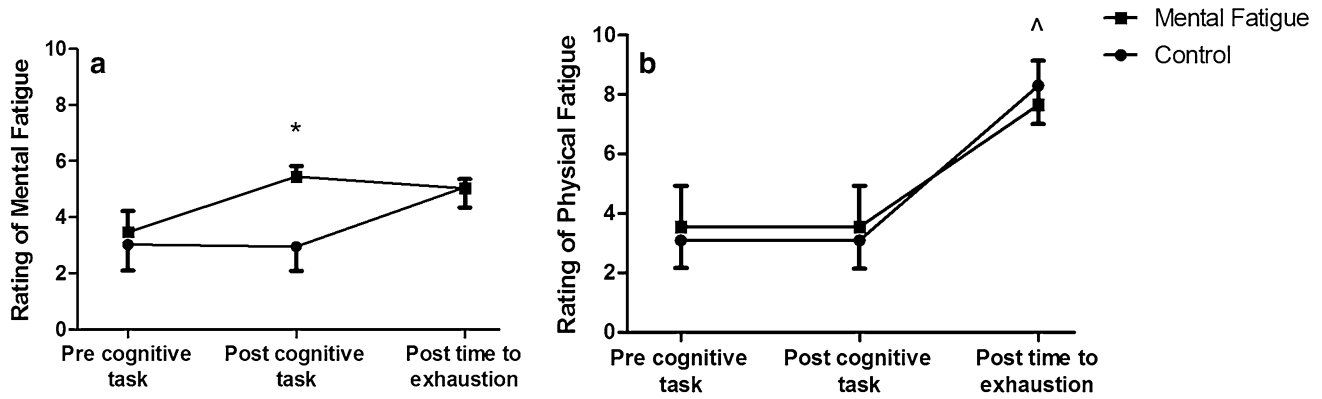 a
Rating of Mental Fatigue
10
8
6
4
2
0
*
Pre cognitive
task
Post cognitive
task
Post time to
exhaustion
b
Rating of Physical Fatigue
10
8
6
4
2
0
^
Pre cognitive
task
Post cognitive
task
Post time to
exhaustion
Mental Fatigue
Control